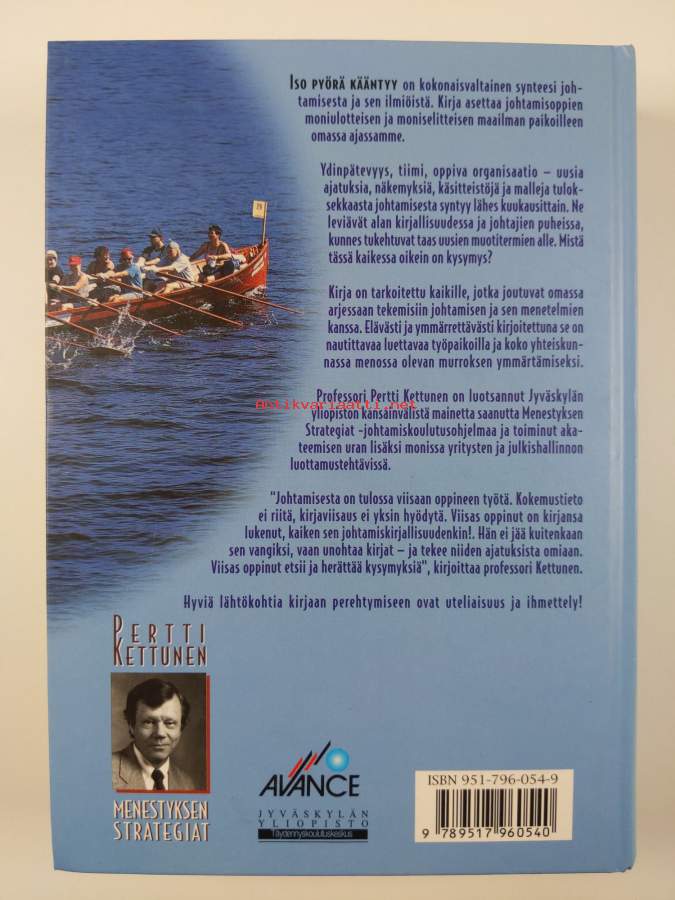 ISO PYÖRÄ KÄÄNTYY on kokonaisvaltainen synteesi joh-
tamisesta ja sen ilmiöistä. Kirja asettaa johtamisoppien
moniulotteisen ja moniselitteisen maailman paikoilleen
omassa ajassamme.
Ydinpätevyys, tiimi, oppiva organisaatio – uusia
ajatuksia, näkemyksiä, käsitteistöjä ja malleja tulok-
sekkaasta johtamisesta syntyy lähes kuukausittain. Ne
leviävät alan kirjallisuudessa ja johtajien puheissa,
kunnes tukehtuvat taas uusien muotitermien alle. Mistä
tässä kaikessa oikein on kysymys?
Kirja on tarkoitettu kaikille, jotka joutuvat omassa
arjessaan tekemisiin johtamisen ja sen menetelmien
kanssa. Elävästi ja ymmärrettävästi kirjoitettuna se on
nautittavaa luettavaa työpaikoilla ja koko yhteiskun-
nassa menossa olevan murroksen ymmärtämiseksi.
Professori Pertti Kettunen on luotsannut Jyväskylän
yliopiston kansainvälistä mainetta saanutta Menestyksen
Strategiat -johtamiskoulutusohjelmaa ja toiminut aka-
teemisen uran lisäksi monissa yritysten ja julkishallinnon
luottamustehtävissä.
antikvariaatti.net
"Johtamisesta on tulossa viisaan oppineen työtä. Kokemustieto
ei riitä, kirjaviisaus ei yksin hyödytä. Viisas oppinut on kirjansa
lukenut, kaiken sen johtamiskirjallisuudenkin!. Hän ei jää kuitenkaan
sen vangiksi, vaan unohtaa kirjat – ja tekee niiden ajatuksista omiaan.
Viisas oppinut etsii ja herättää kysymyksiä", kirjoittaa professori Kettunen.
Hyviä lähtökohtia kirjaan perehtymiseen ovat uteliaisuus ja ihmettely!
PERTTI
KETTUNEN
MENESTYKSEN
STRATEGIAT
AVANCE
JYVÄSKYLÄN
YLIOPISTO
Täydennyskoulutuskeskus
ISBN 951-796-054-9
9 789517 960540